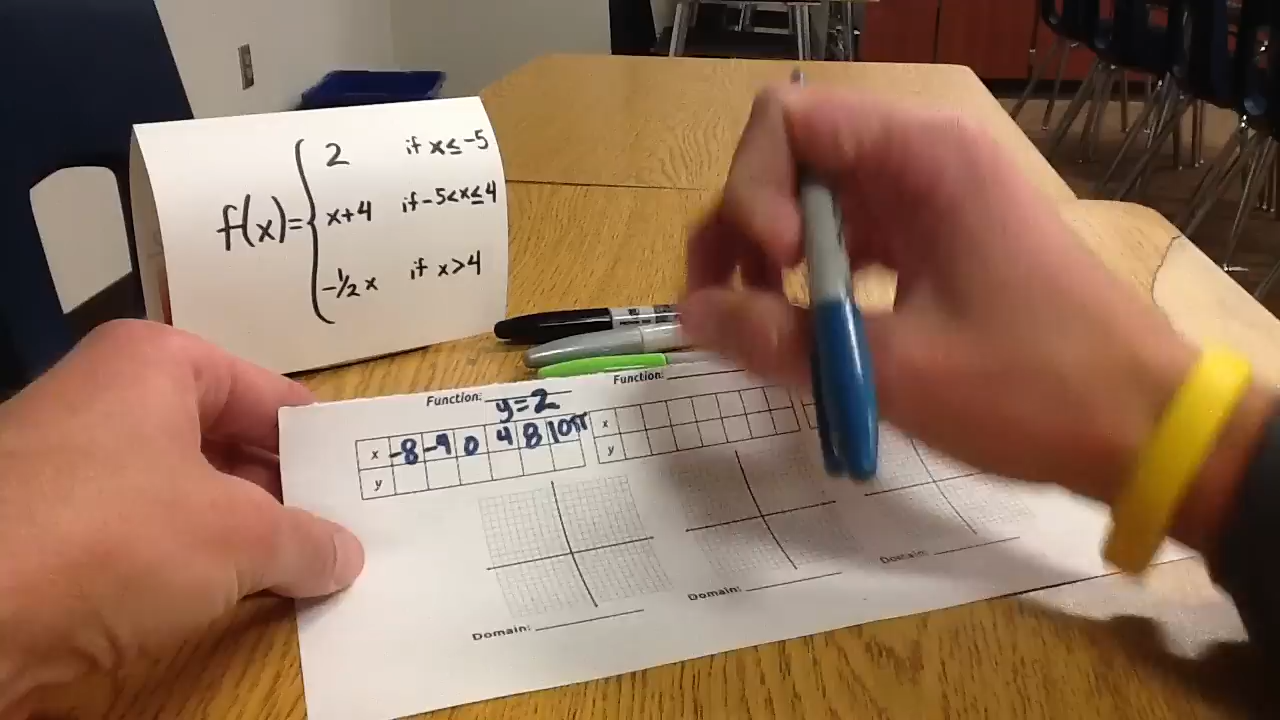 f(x)= { 2 if x≤-5
x+4 if -5<x≤4
-½x if x>4
Function: y=2
x -8 -4 0 4 8
y
Domain:
Function:
x
y
Domain:
Domain: